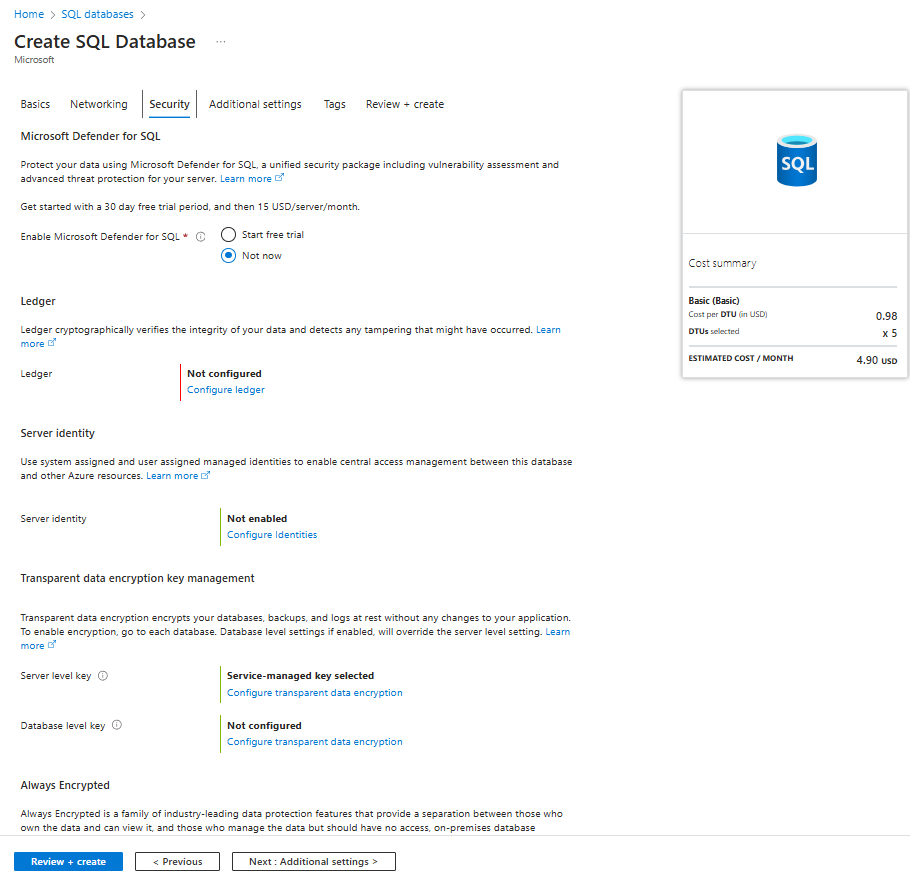 Home > SQL databases >
Create SQL Database ...
Microsoft
Basics Networking Security Additional settings Tags Review + create
Microsoft Defender for SQL
Protect your data using Microsoft Defender for SQL, a unified security package including vulnerability assessment and
advanced threat protection for your server. Learn more
Get started with a 30 day free trial period, and then 15 USD/server/month.
Enable Microsoft Defender for SQL *
Start free trial
Not now
Ledger
Ledger cryptographically verifies the integrity of your data and detects any tampering that might have occurred. Learn
more
Ledger
Not configured
Configure ledger
Server identity
Use system assigned and user assigned managed identities to enable central access management between this database
and other Azure resources. Learn more
Server identity
Not enabled
Configure Identities
Transparent data encryption key management
Transparent data encryption encrypts your databases, backups, and logs at rest without any changes to your application.
To enable encryption, go to each database. Database level settings if enabled, will override the server level setting. Learn
more
Server level key
Service-managed key selected
Configure transparent data encryption
Database level key
Not configured
Configure transparent data encryption
Always Encrypted
Always Encrypted is a family of industry-leading data protection features that provide a separation between those who
own the data and can view it, and those who manage the data but should have no access, on-premises database
Review + create
< Previous
Next : Additional settings >
SQL
Cost summary
Basic (Basic)
Cost per DTU (in USD) 0.98
DTUs selected x 5
ESTIMATED COST / MONTH 4.90 USD